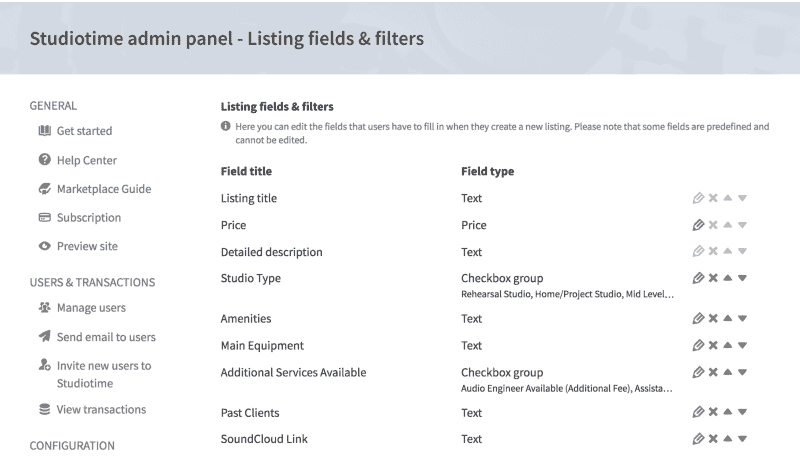 Studiotime admin panel - Listing fields & filters
GENERAL
Get started
Help Center
Marketplace Guide
Subscription
Preview site
USERS & TRANSACTIONS
Manage users
Send email to users
Invite new users to
Studiotime
View transactions
CONFIGURATION
Listing fields & filters
Here you can edit the fields that users have to fill in when they create a new listing. Please note that some fields are predefined and
cannot be edited.
Field title Field type
Listing title Text
Price Price
Detailed description Text
Studio Type Checkbox group
Rehearsal Studio, Home/Project Studio, Mid Level...
Amenities Text
Main Equipment Text
Additional Services Available Checkbox group
Audio Engineer Available (Additional Fee), Assista...
Past Clients Text
SoundCloud Link Text